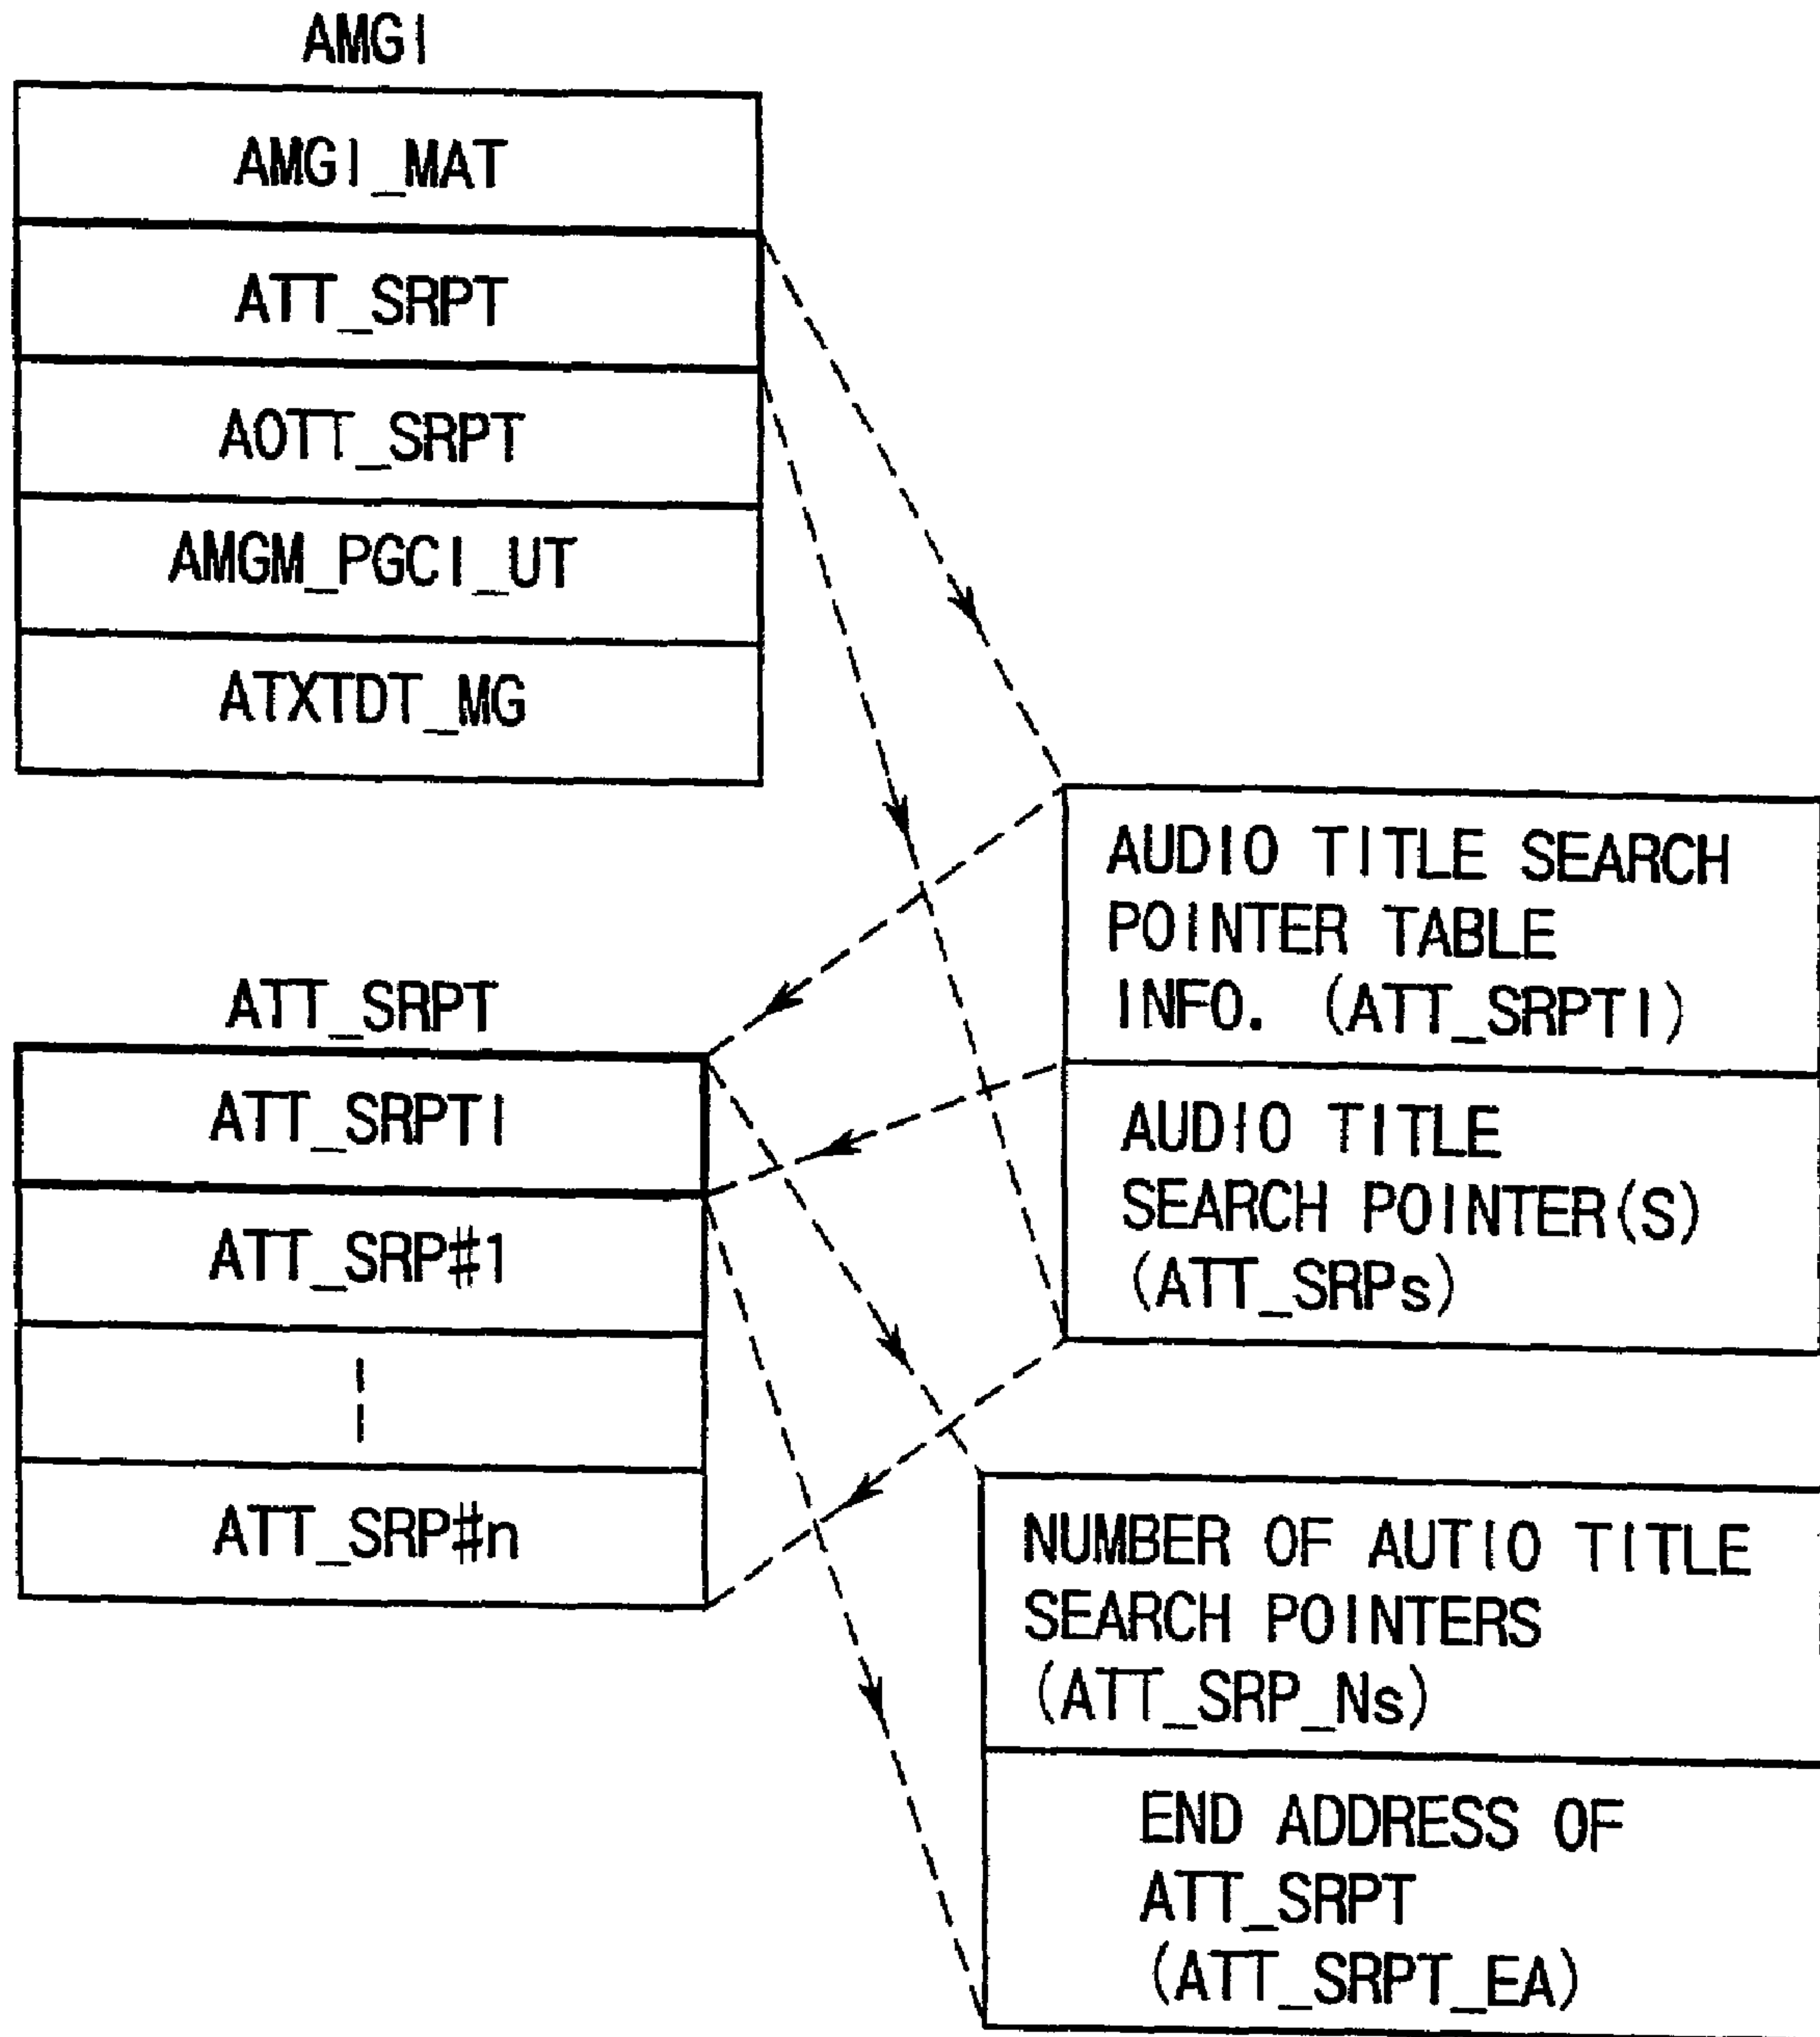 AMGI
AMGI_MAT
ATT_SRPT
AOTT_SRPT
AMGM_PGCI_UT
ATXTDT_MG
AUDIO TITLE SEARCH
POINTER TABLE
INFO. (ATT_SRPTI)
AUDIO TITLE
SEARCH POINTER(S)
(ATT_SRPs)
ATT_SRPT
ATT_SRPTI
ATT_SRP#1
ATT_SRP#n
NUMBER OF AUTIO TITLE
SEARCH POINTERS
(ATT_SRP_Ns)
END ADDRESS OF
ATT_SRPT
(ATT_SRPT_EA)